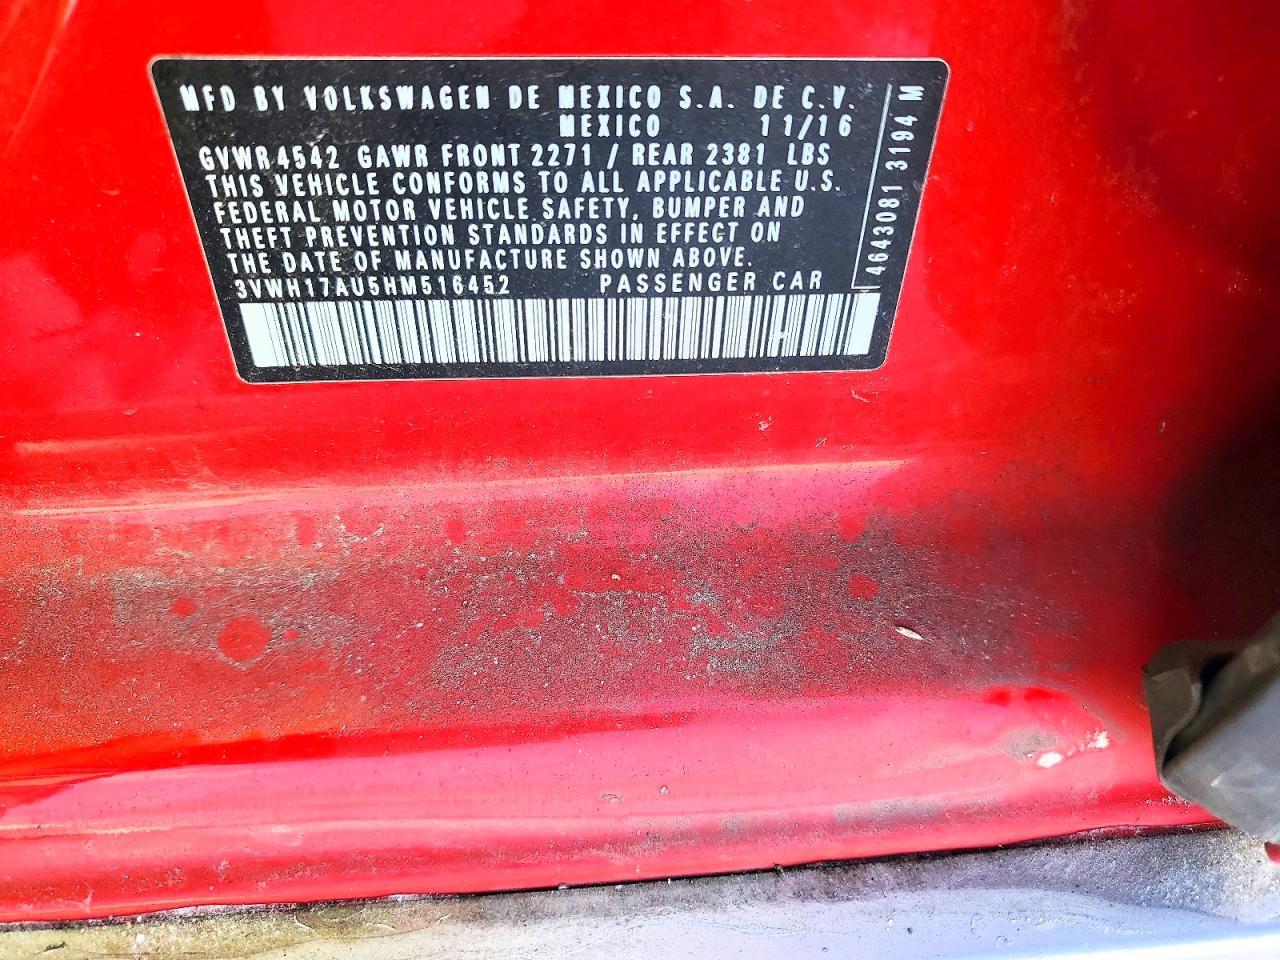 MFD BY VOLKSWAGEN DE MEXICO S.A. DE C.V.
MEXICO 11/16
GVWR 4542 GAWR FRONT 2271 / REAR 2381 LBS
THIS VEHICLE CONFORMS TO ALL APPLICABLE U.S.
FEDERAL MOTOR VEHICLE SAFETY, BUMPER AND
THEFT PREVENTION STANDARDS IN EFFECT ON
THE DATE OF MANUFACTURE SHOWN ABOVE.
3VWH17AU5HM516452 PASSENGER CAR
4643081 3194 M